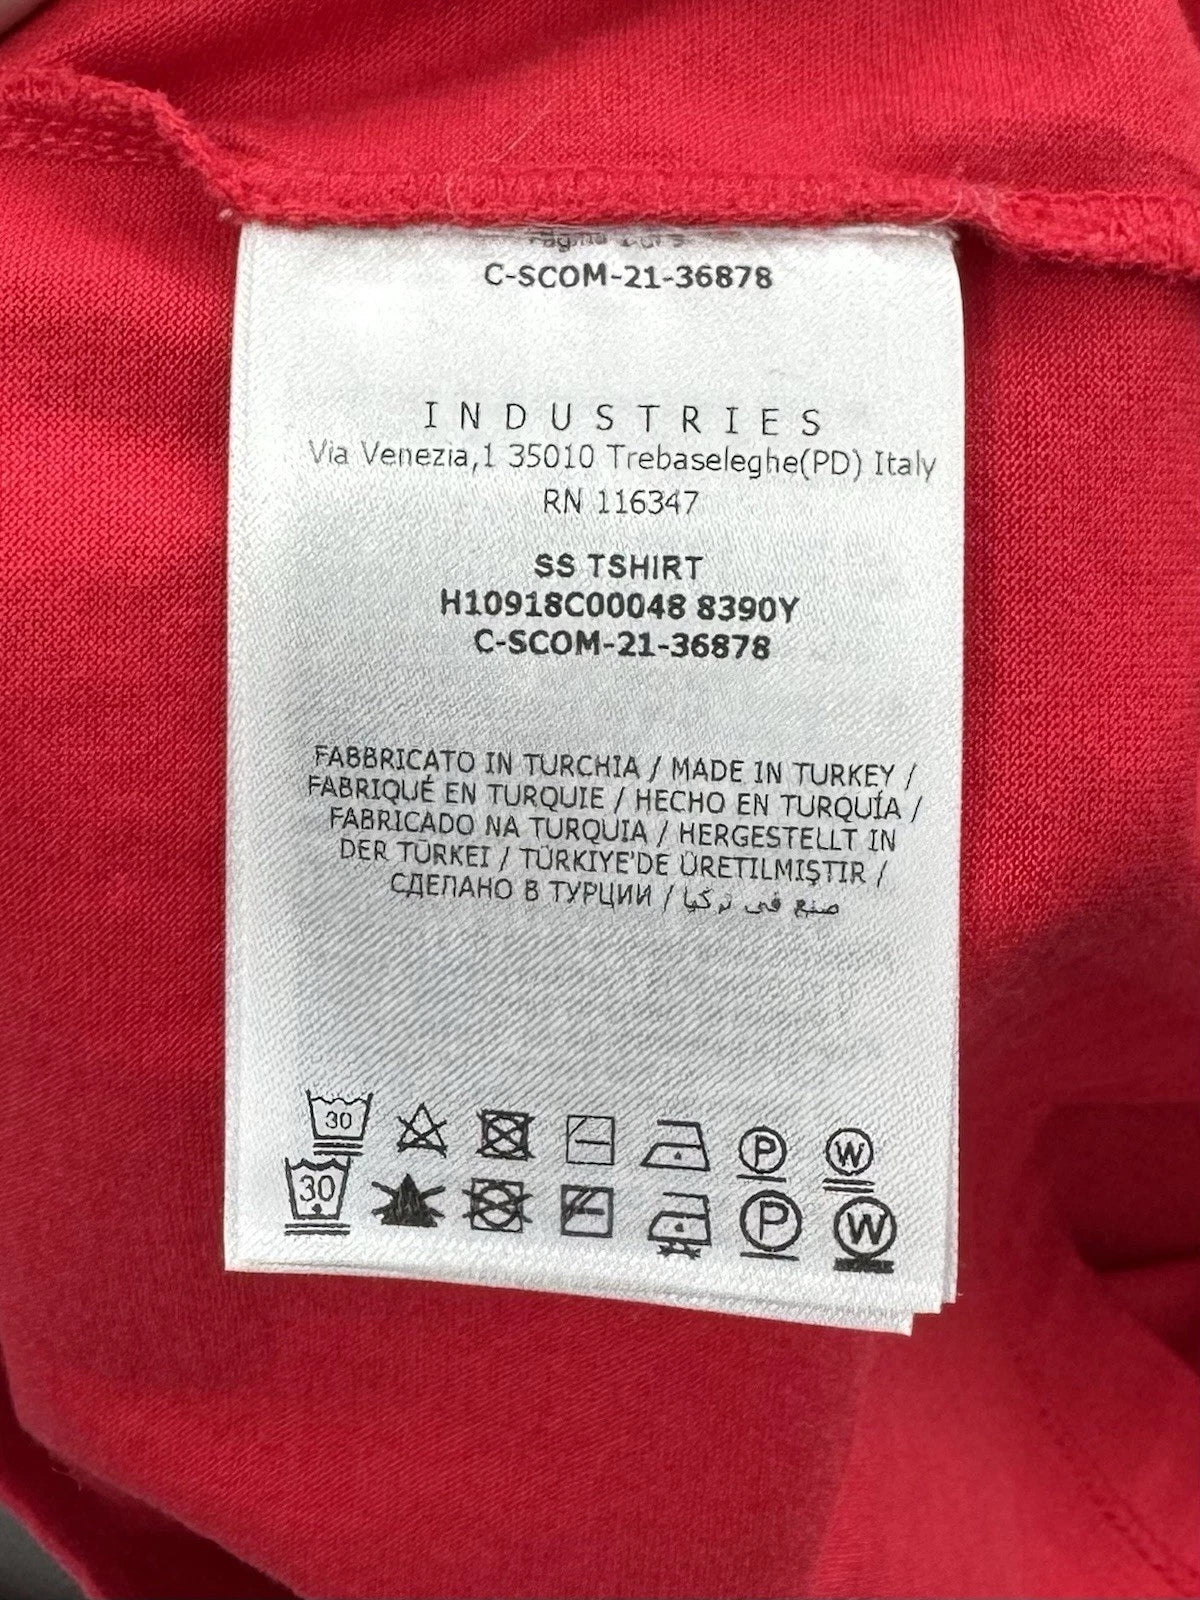 C-SCOM-21-36878
INDUSTRIES
Via Venezia,1 35010 Trebaseleghe(PD) Italy
RN 116347
SS TSHIRT
H10918C00048 8390Y
C-SCOM-21-36878
FABBRICATO IN TURCHIA / MADE IN TURKEY /
FABRIQUÉ EN TURQUIE / HECHO EN TURQUÍA /
FABRICADO NA TURQUIA / HERGESTELLT IN
DER TÜRKEI / TÜRKIYE'DE ÜRETILMIŞTIR /
СДЕЛАНО В ТУРЦИИ / صنع في تركيا
30 P W
30 P W